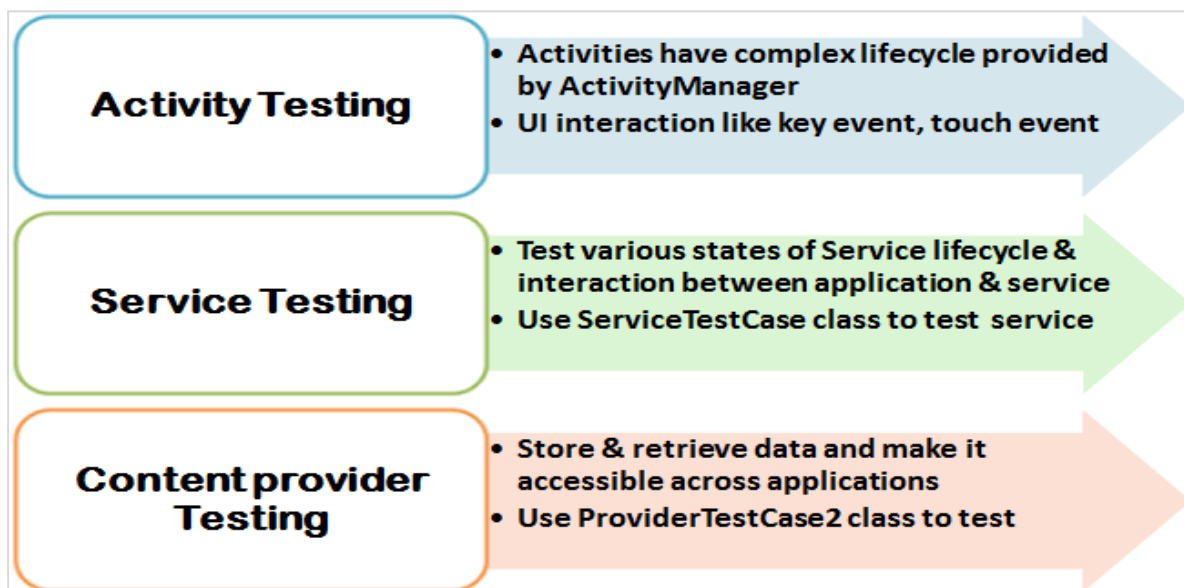 Activity Testing
• Activities have complex lifecycle provided
by ActivityManager
• UI interaction like key event, touch event
Service Testing
• Test various states of Service lifecycle &
interaction between application & service
• Use ServiceTestCase class to test service
Content provider
Testing
• Store & retrieve data and make it
accessible across applications
• Use ProviderTestCase2 class to test